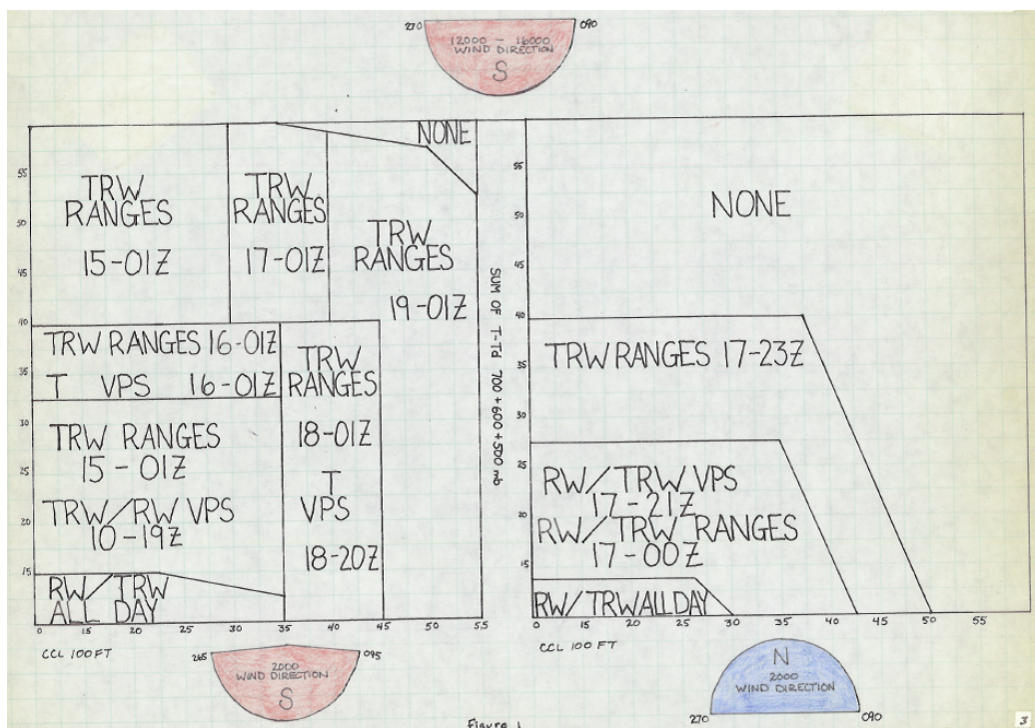 270
090
12000 - 16000
WIND DIRECTION
S
NONE
TRW
RANGES
15-01Z
TRW
RANGES
17-01Z
TRW
RANGES
19-01Z
TRW RANGES 16-01Z
T VPS 16-01Z
TRW RANGES
15-01Z
TRW/RW VPS
10-19Z
RW/TRW
ALL DAY
TRW
RANGES
18-01Z
T
VPS
18-20Z
55
50
45
40
35
30
25
20
15
0 15 20 25 30 35 40 45 50 55
CCL 100 FT
265
095
2000
WIND DIRECTION
S
SUM OF T-Td 700 + 600 + 500 mb
NONE
TRW RANGES 17-23Z
RW/TRW VPS
17-21Z
RW/TRW RANGES
17-00Z
RW/TRW ALL DAY
55
50
45
40
35
30
25
20
15
0 15 20 25 30 35 40 45 50 55
CCL 100 FT
N
2000
WIND DIRECTION
270
090
Figure 1
3